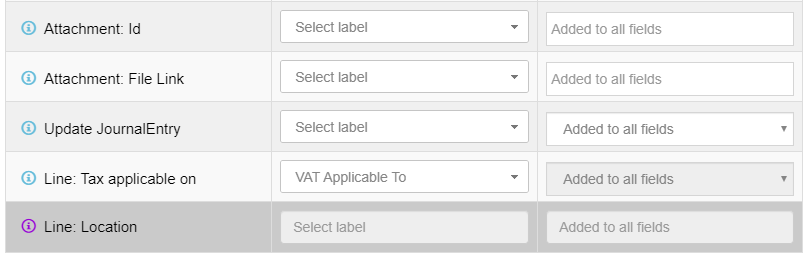 Attachment: Id Select label Added to all fields
Attachment: File Link Select label Added to all fields
Update JournalEntry Select label Added to all fields
Line: Tax applicable on VAT Applicable To Added to all fields
Line: Location Select label Added to all fields